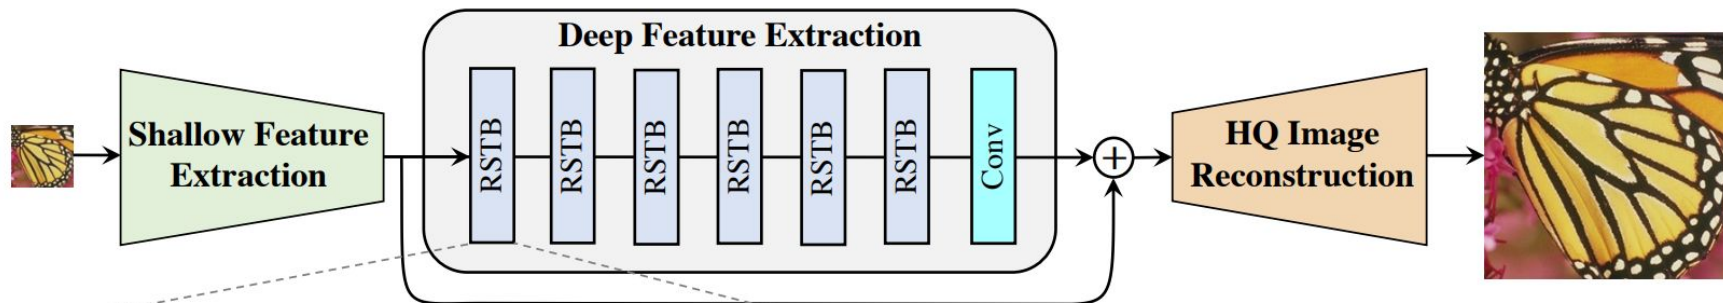 Deep Feature Extraction
Shallow Feature
Extraction
RSTB
RSTB
RSTB
RSTB
RSTB
RSTB
Conv
+
HQ Image
Reconstruction